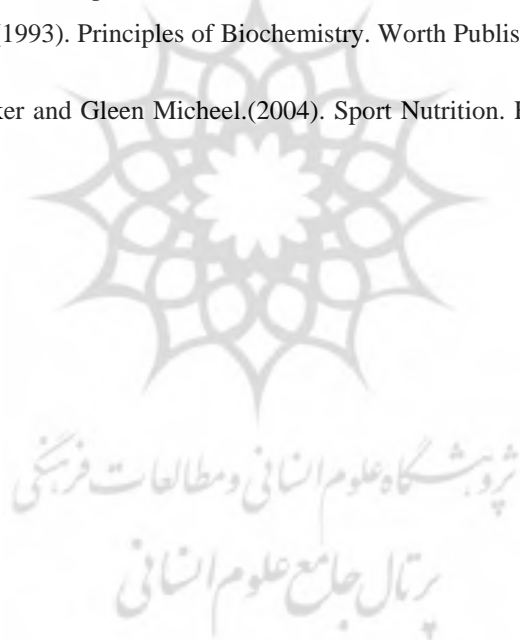 (1993). Principles of Biochemistry. Worth Publis
ker and Gleen Micheel.(2004). Sport Nutrition.
پژوهشگاه علوم انسانی و مطالعات فرهنگی
پرتال جامع علوم انسانی